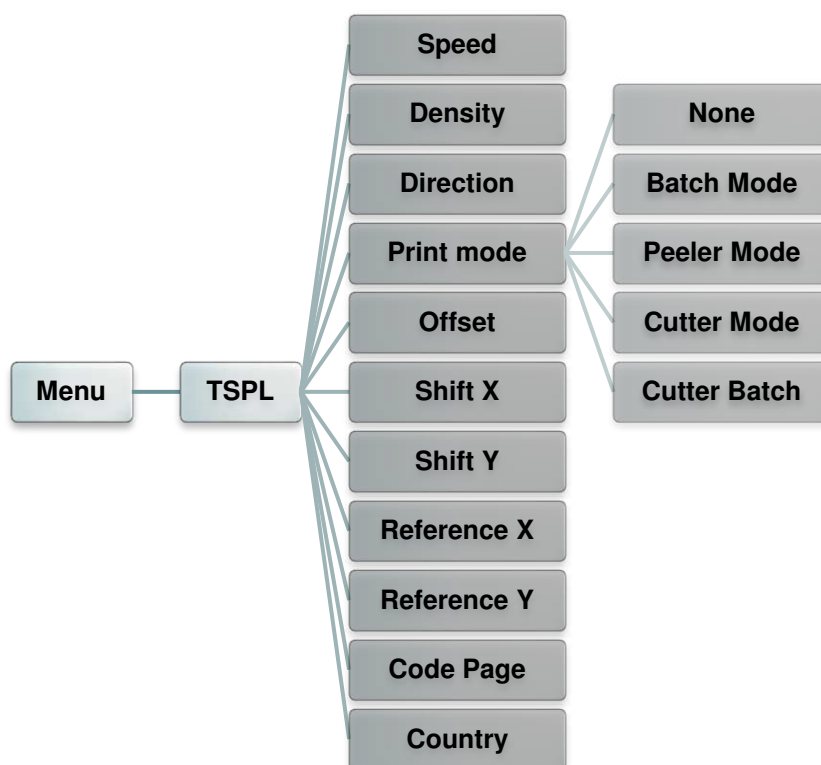 Menu
TSPL
Speed
Density
Direction
Print mode
Offset
Shift X
Shift Y
Reference X
Reference Y
Code Page
Country
None
Batch Mode
Peeler Mode
Cutter Mode
Cutter Batch